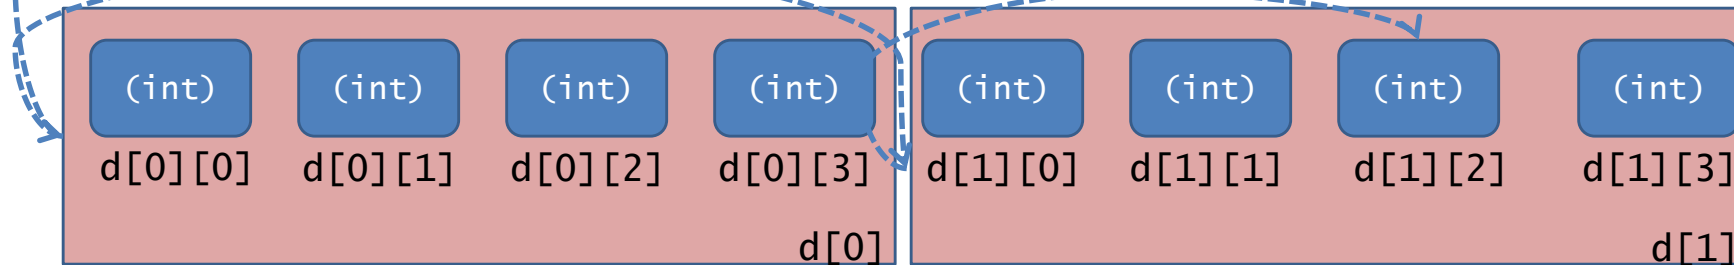 (int) (int) (int) (int) (int) (int) (int) (int)
d[0][0] d[0][1] d[0][2] d[0][3] d[1][0] d[1][1] d[1][2] d[1][3]
d[0] d[1]